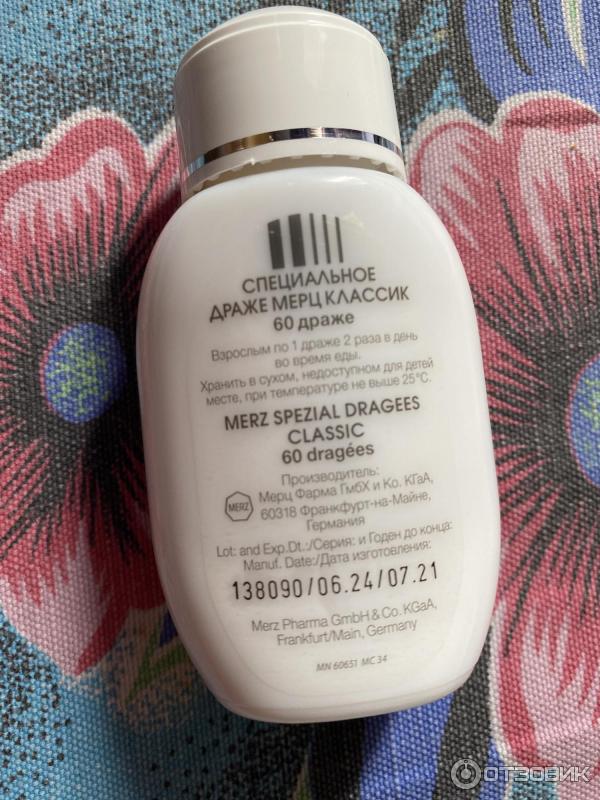 СПЕЦИАЛЬНОЕ
ДРАЖЕ МЕРЦ КЛАССИК
60 драже
Взрослым по 1 драже 2 раза в день
во время еды.
Хранить в сухом, недоступном для детей
месте, при температуре не выше 25°C.
MERZ SPEZIAL DRAGEES
CLASSIC
60 dragées
Производитель:
MERZ Мерц Фарма ГмбХ и Ко. КГаА,
60318 Франкфурт-на-Майне,
Германия
Lot: and Exp.Dt.:/Серия: и Годен до конца:
Manuf. Date:/Дата изготовления:
138090/06.24/07.21
Merz Pharma GmbH & Co. KGaA,
Frankfurt/Main, Germany
MN 60651 MC 34
ОТЗОВИК